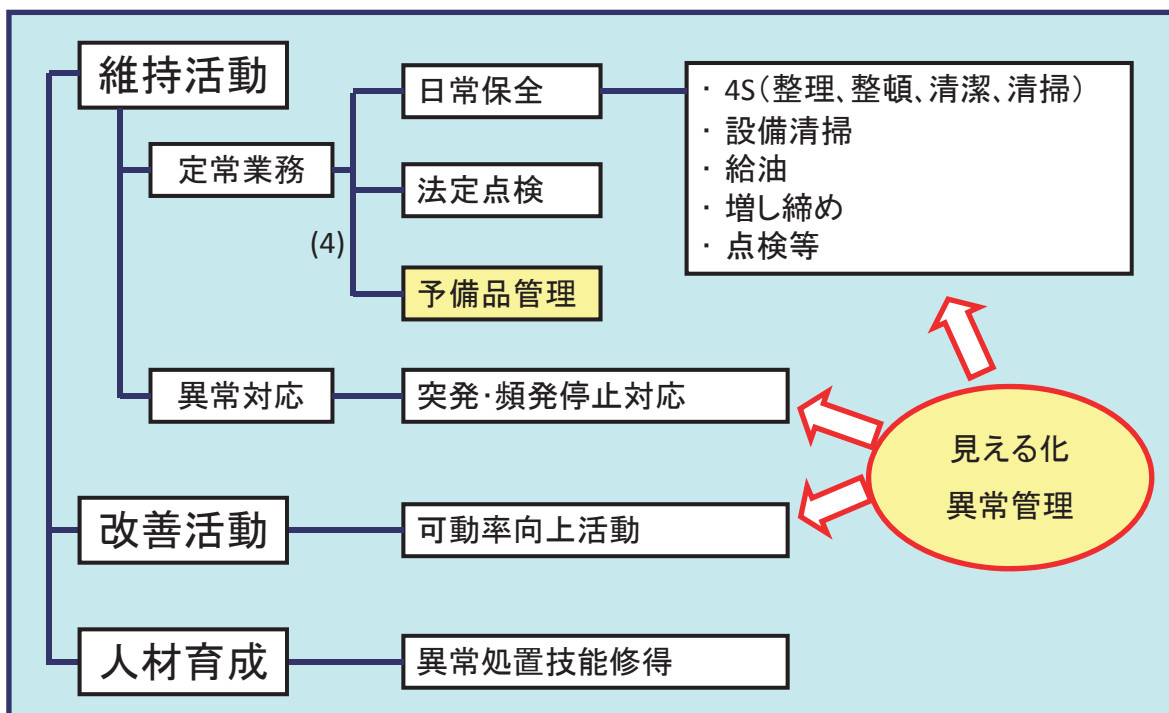 維持活動
定常業務
(4)
日常保全
・ 4S(整理、整頓、清潔、清掃)
・ 設備清掃
・ 給油
・ 増し締め
・ 点検等
法定点検
予備品管理
異常対応
突発・頻発停止対応
改善活動
可動率向上活動
人材育成
異常処置技能修得
見える化
異常管理